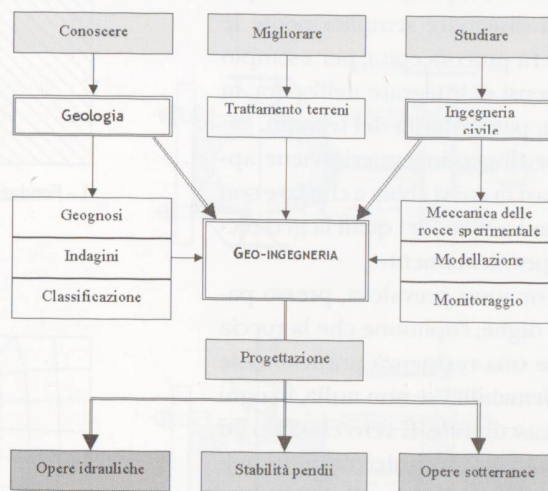 Conoscere
Migliorare
Studiare
Geologia
Trattamento terreni
Ingegneria
civile
Geognosi
Indagini
Classificazione
GEO-INGEGNERIA
Meccanica delle
rocce sperimentale
Modellazione
Monitoraggio
Progettazione
Opere idrauliche
Stabilità pendii
Opere sotterranee